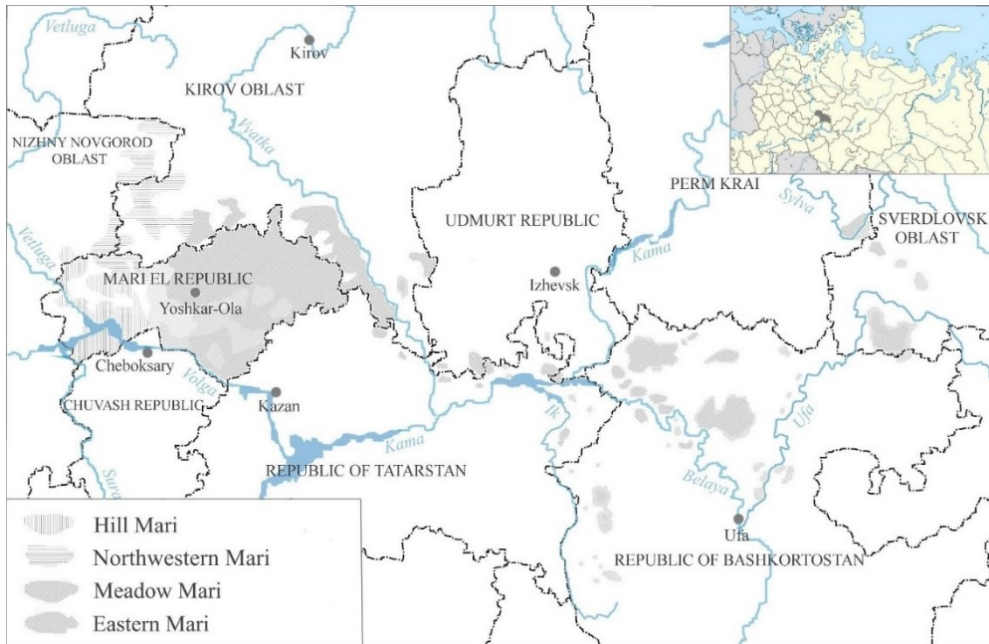 Vetluga
Kirov
KIROV OBLAST
Vyatka
NIZHNY NOVGOROD
OBLAST
PERM KRAI
Sylva
UDMURT REPUBLIC
SVERDLOVSK
OBLAST
Vetluga
Kama
MARI EL REPUBLIC
Izhevsk
Yoshkar-Ola
Cheboksary
Volga
CHUVASH REPUBLIC
Kazan
Ik
Ufa
Kama
REPUBLIC OF TATARSTAN
Belaya
Sura
Ufa
REPUBLIC OF BASHKORTOSTAN
Hill Mari
Northwestern Mari
Meadow Mari
Eastern Mari